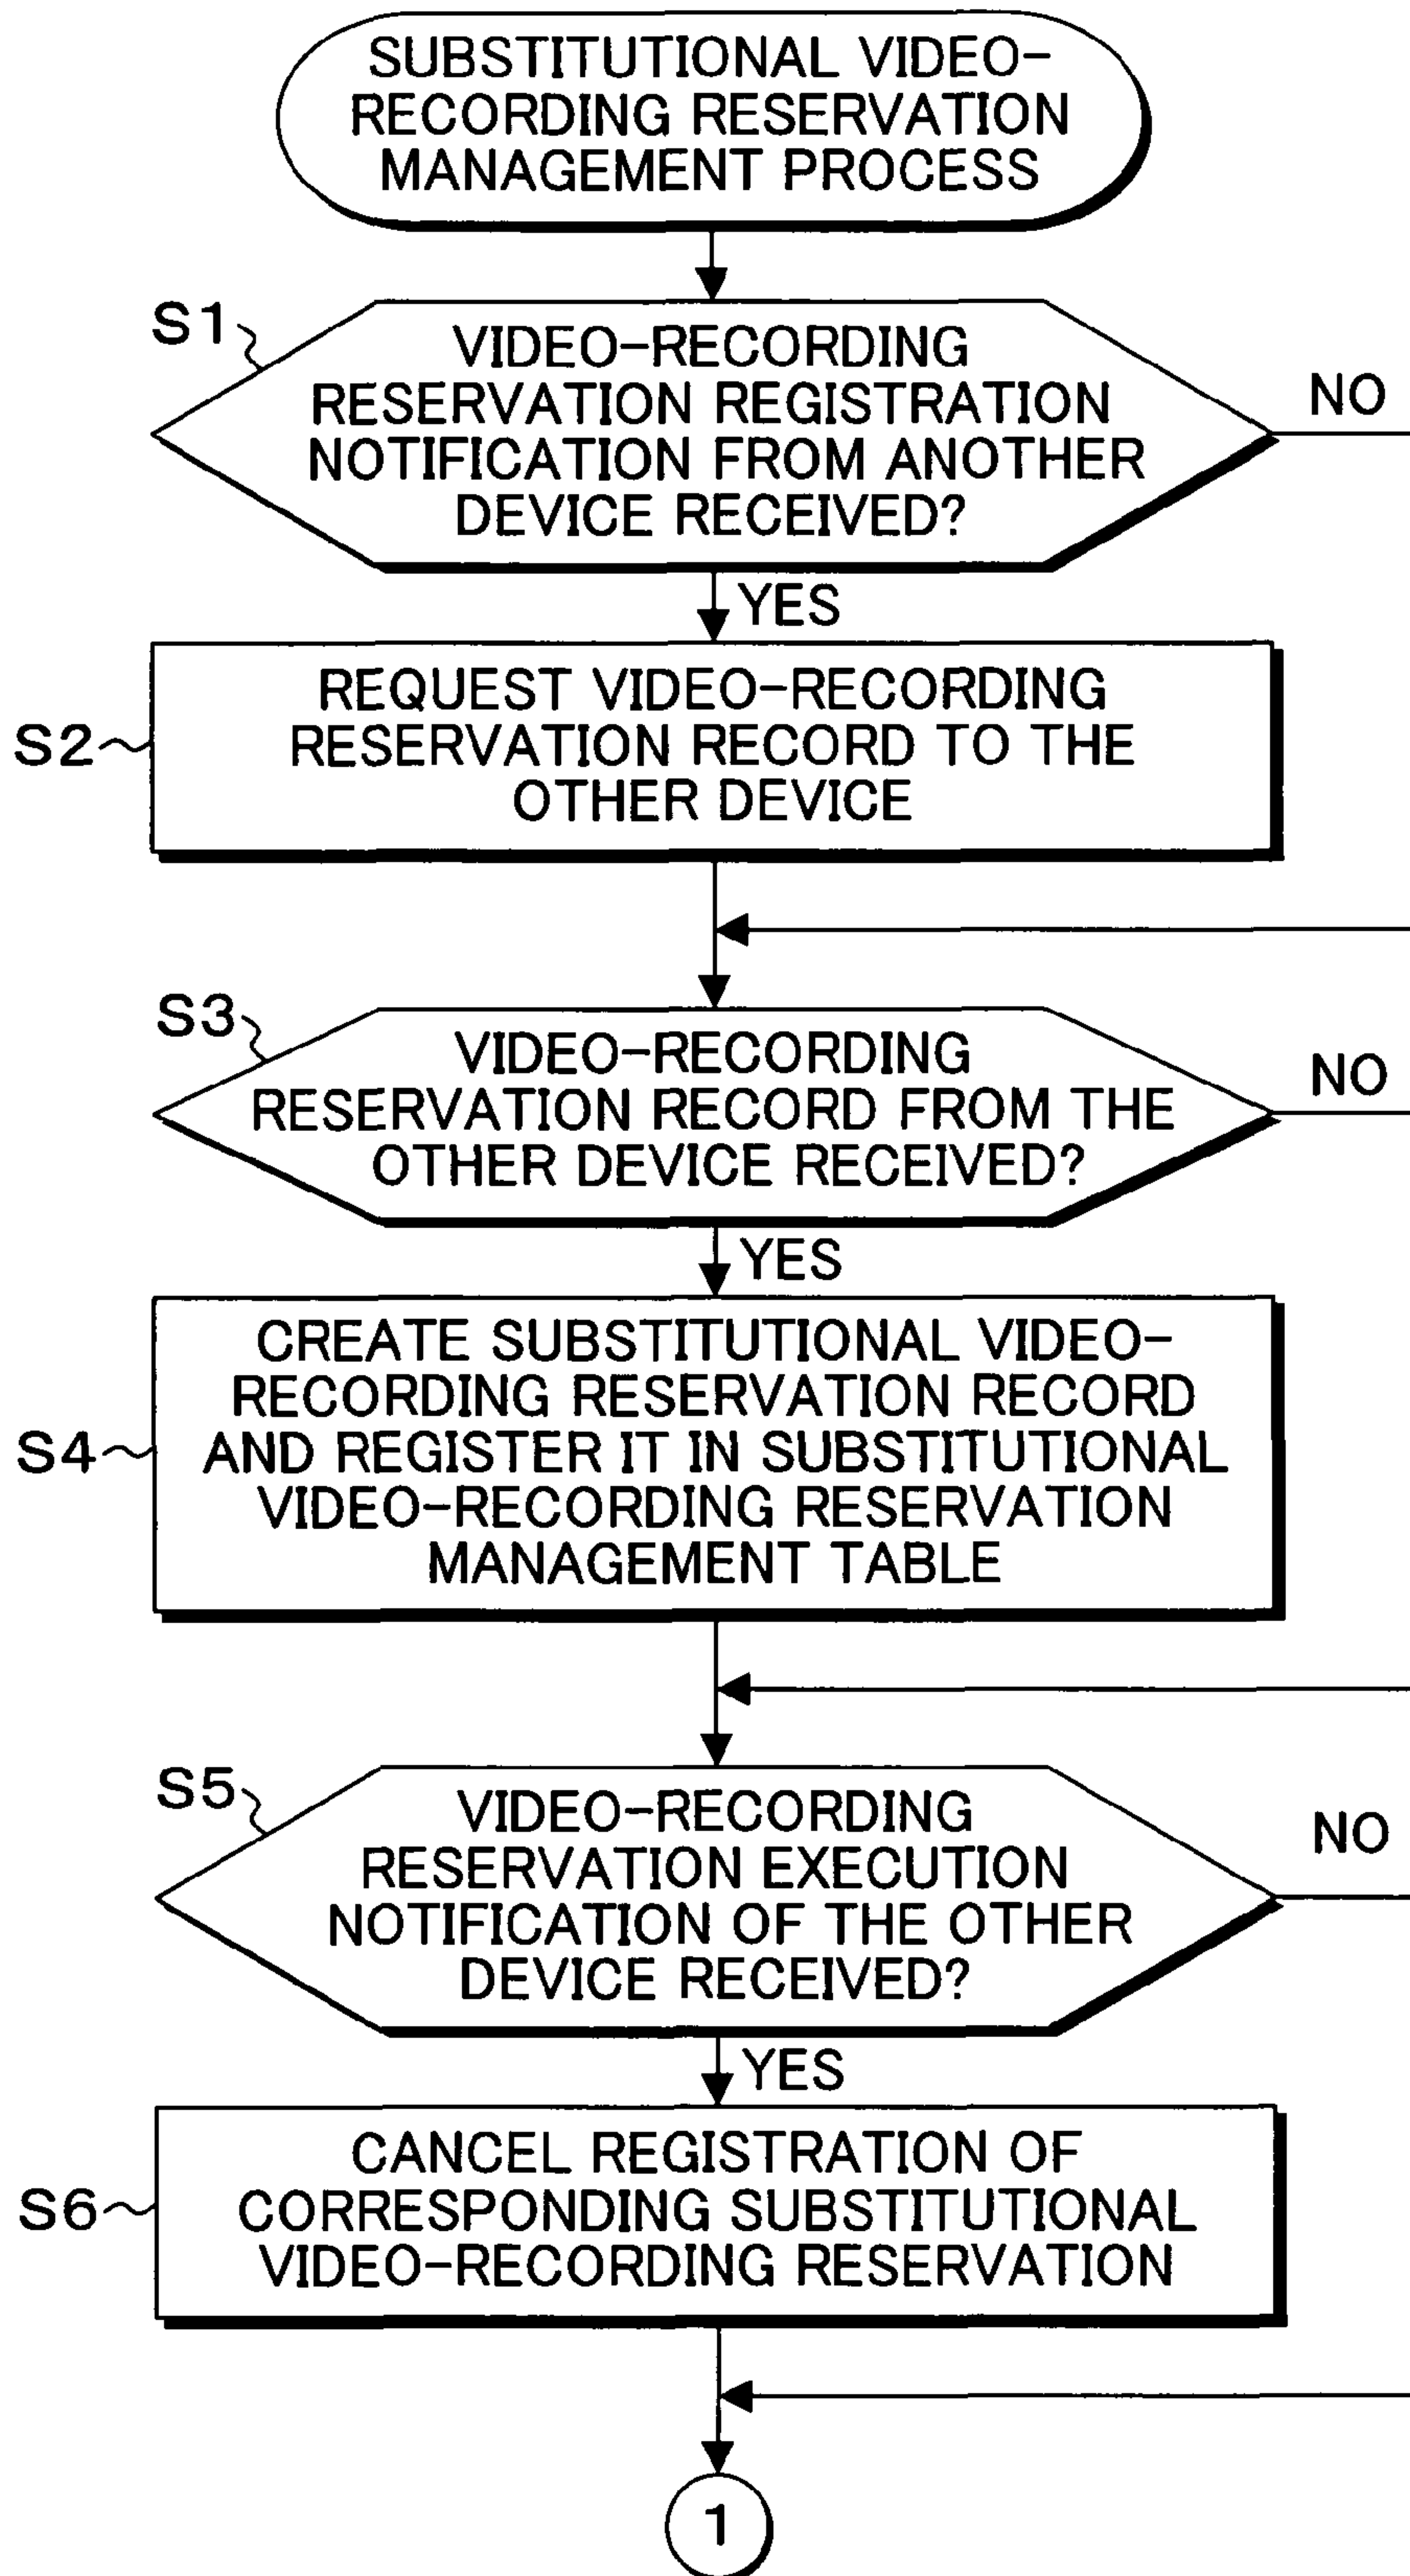 SUBSTITUTIONAL VIDEO-
RECORDING RESERVATION
MANAGEMENT PROCESS
S1
VIDEO-RECORDING
RESERVATION REGISTRATION
NOTIFICATION FROM ANOTHER
DEVICE RECEIVED?
NO
YES
S2
REQUEST VIDEO-RECORDING
RESERVATION RECORD TO THE
OTHER DEVICE
S3
VIDEO-RECORDING
RESERVATION RECORD FROM THE
OTHER DEVICE RECEIVED?
NO
YES
S4
CREATE SUBSTITUTIONAL VIDEO-
RECORDING RESERVATION RECORD
AND REGISTER IT IN SUBSTITUTIONAL
VIDEO-RECORDING RESERVATION
MANAGEMENT TABLE
S5
VIDEO-RECORDING
RESERVATION EXECUTION
NOTIFICATION OF THE OTHER
DEVICE RECEIVED?
NO
YES
S6
CANCEL REGISTRATION OF
CORRESPONDING SUBSTITUTIONAL
VIDEO-RECORDING RESERVATION
1